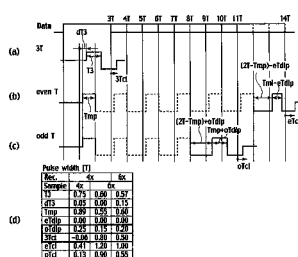 3T 4T 5T 6T 7T 8T 9T 10T 11T 14T
Data
dT3
(a) 3T
T3
3Tcl
(2T-Tmp)-eTdlp
(b) even T
Tmp
Tml-eTdlp
(2T-Tmp)+oTdlp
Tmp+oTdlp
eTcl
(c) odd T
oTcl
Pulse width [T]
(d)
Rec. 4x 6x
Sample 4x 6x
T3 0.75 0.60 0.57
dT3 0.05 0.00 0.15
Tmp 0.89 0.55 0.60
eTdlp 0.00 0.00 0.00
oTdlp 0.25 0.15 0.20
3Tcl -0.06 0.80 0.50
eTcl 0.41 1.20 1.00
oTcl 0.13 0.90 0.55